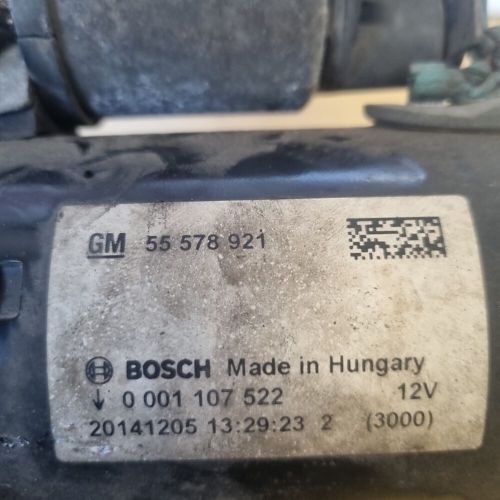 GM 55 578 921
BOSCH Made in Hungary
↓ 0 001 107 522 12V
20141205 13:29:23 2 (3000)